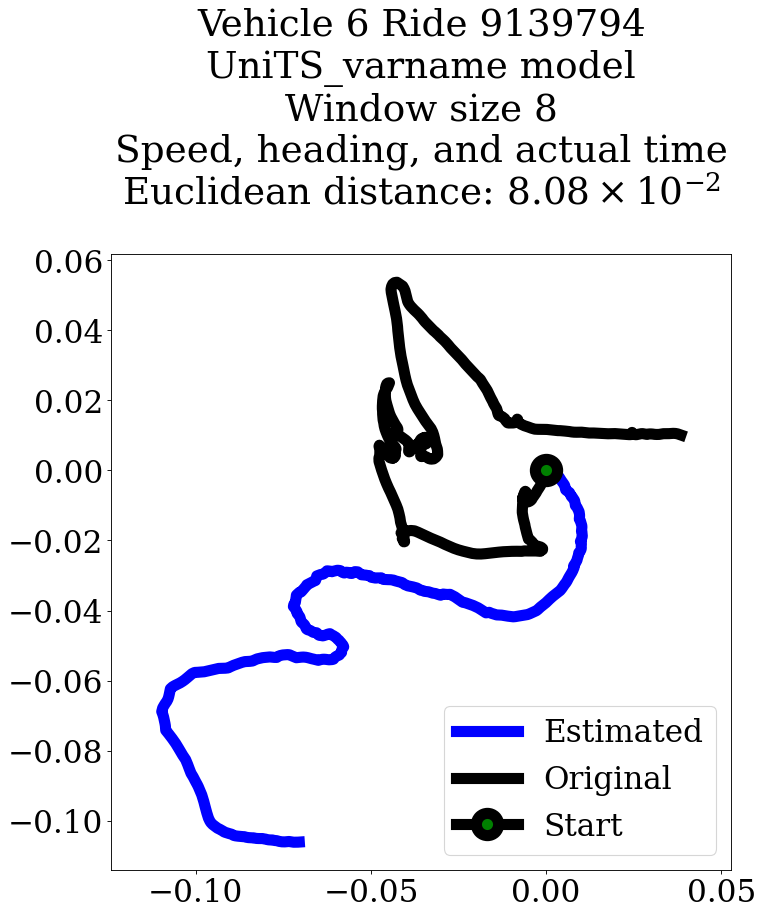 Vehicle 6 Ride 9139794
UniTS_varname model
Window size 8
Speed, heading, and actual time
Euclidean distance: 8.08 × 10⁻²
0.06
0.04
0.02
0.00
−0.02
−0.04
−0.06
−0.08
−0.10
−0.10
−0.05
0.00
0.05
Estimated
Original
Start